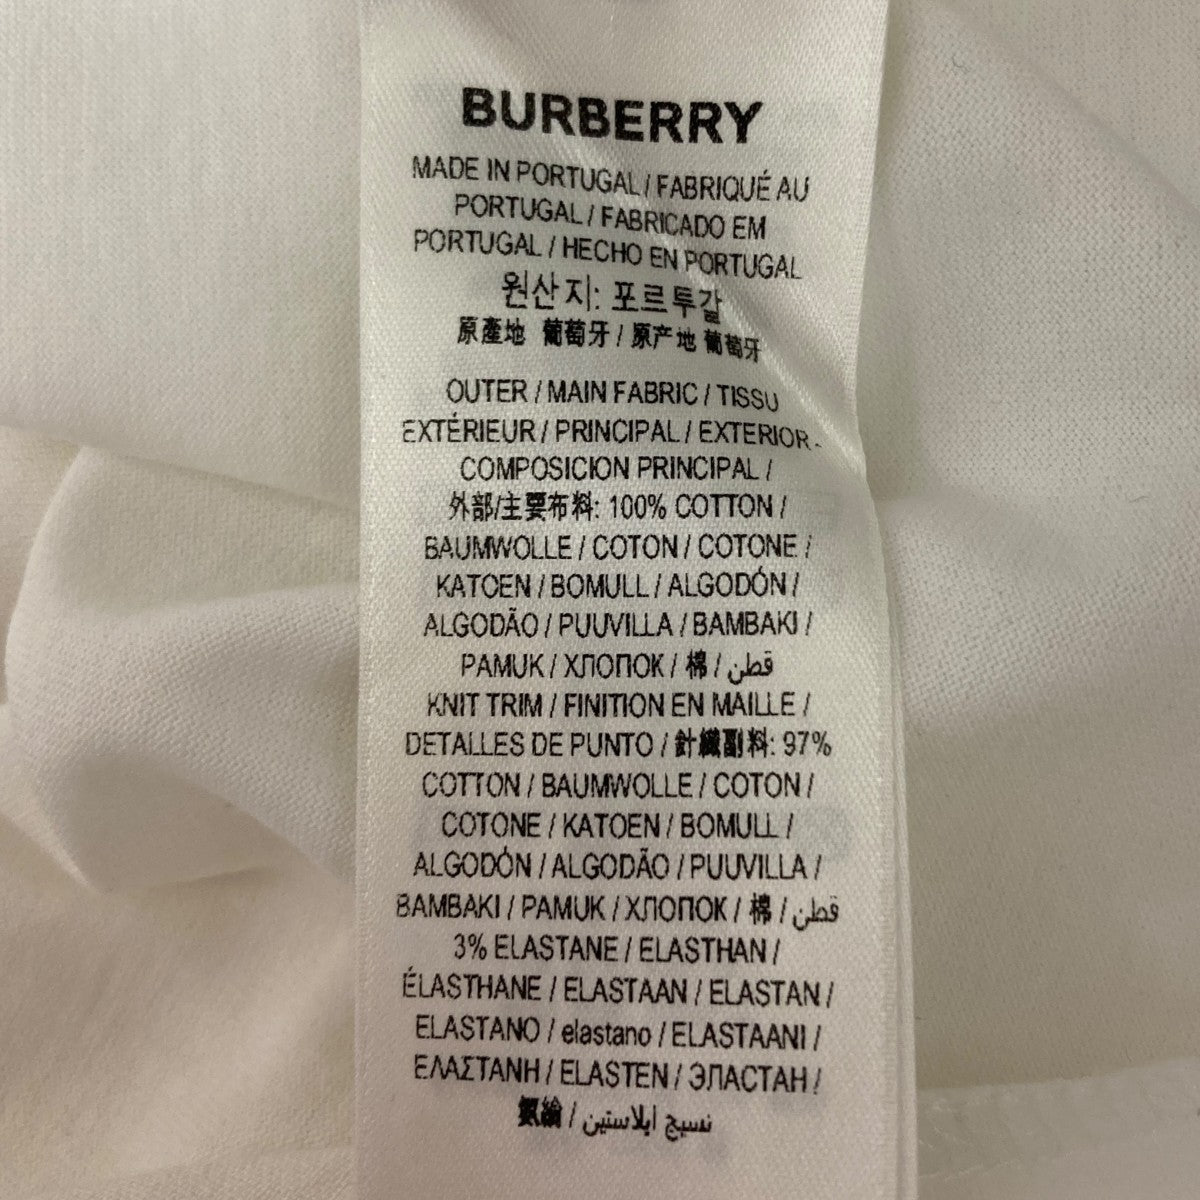 BURBERRY
MADE IN PORTUGAL / FABRIQUÉ AU
PORTUGAL / FABRICADO EM
PORTUGAL / HECHO EN PORTUGAL
원산지: 포르투갈
原產地 葡萄牙 / 原产地 葡萄牙
OUTER / MAIN FABRIC / TISSU
EXTÉRIEUR / PRINCIPAL / EXTERIOR -
COMPOSICION PRINCIPAL /
外部/主要布料: 100% COTTON /
BAUMWOLLE / COTON / COTONE /
KATOEN / BOMULL / ALGODÓN /
ALGODÃO / PUUVILLA / BAMBAKI /
PAMUK / ХЛОПОК / 棉 / قطن
KNIT TRIM / FINITION EN MAILLE /
DETALLES DE PUNTO / 針織副料: 97%
COTTON / BAUMWOLLE / COTON /
COTONE / KATOEN / BOMULL /
ALGODÓN / ALGODÃO / PUUVILLA /
BAMBAKI / PAMUK / ХЛОПОК / 棉 / قطن
3% ELASTANE / ELASTHAN /
ÉLASTHANE / ELASTAAN / ELASTAN /
ELASTANO / elastano / ELASTAANI /
ΕΛΑΣΤΑΝΗ / ELASTEN / ЭЛАСТАН /
氨綸 / نسيج إيلاستين